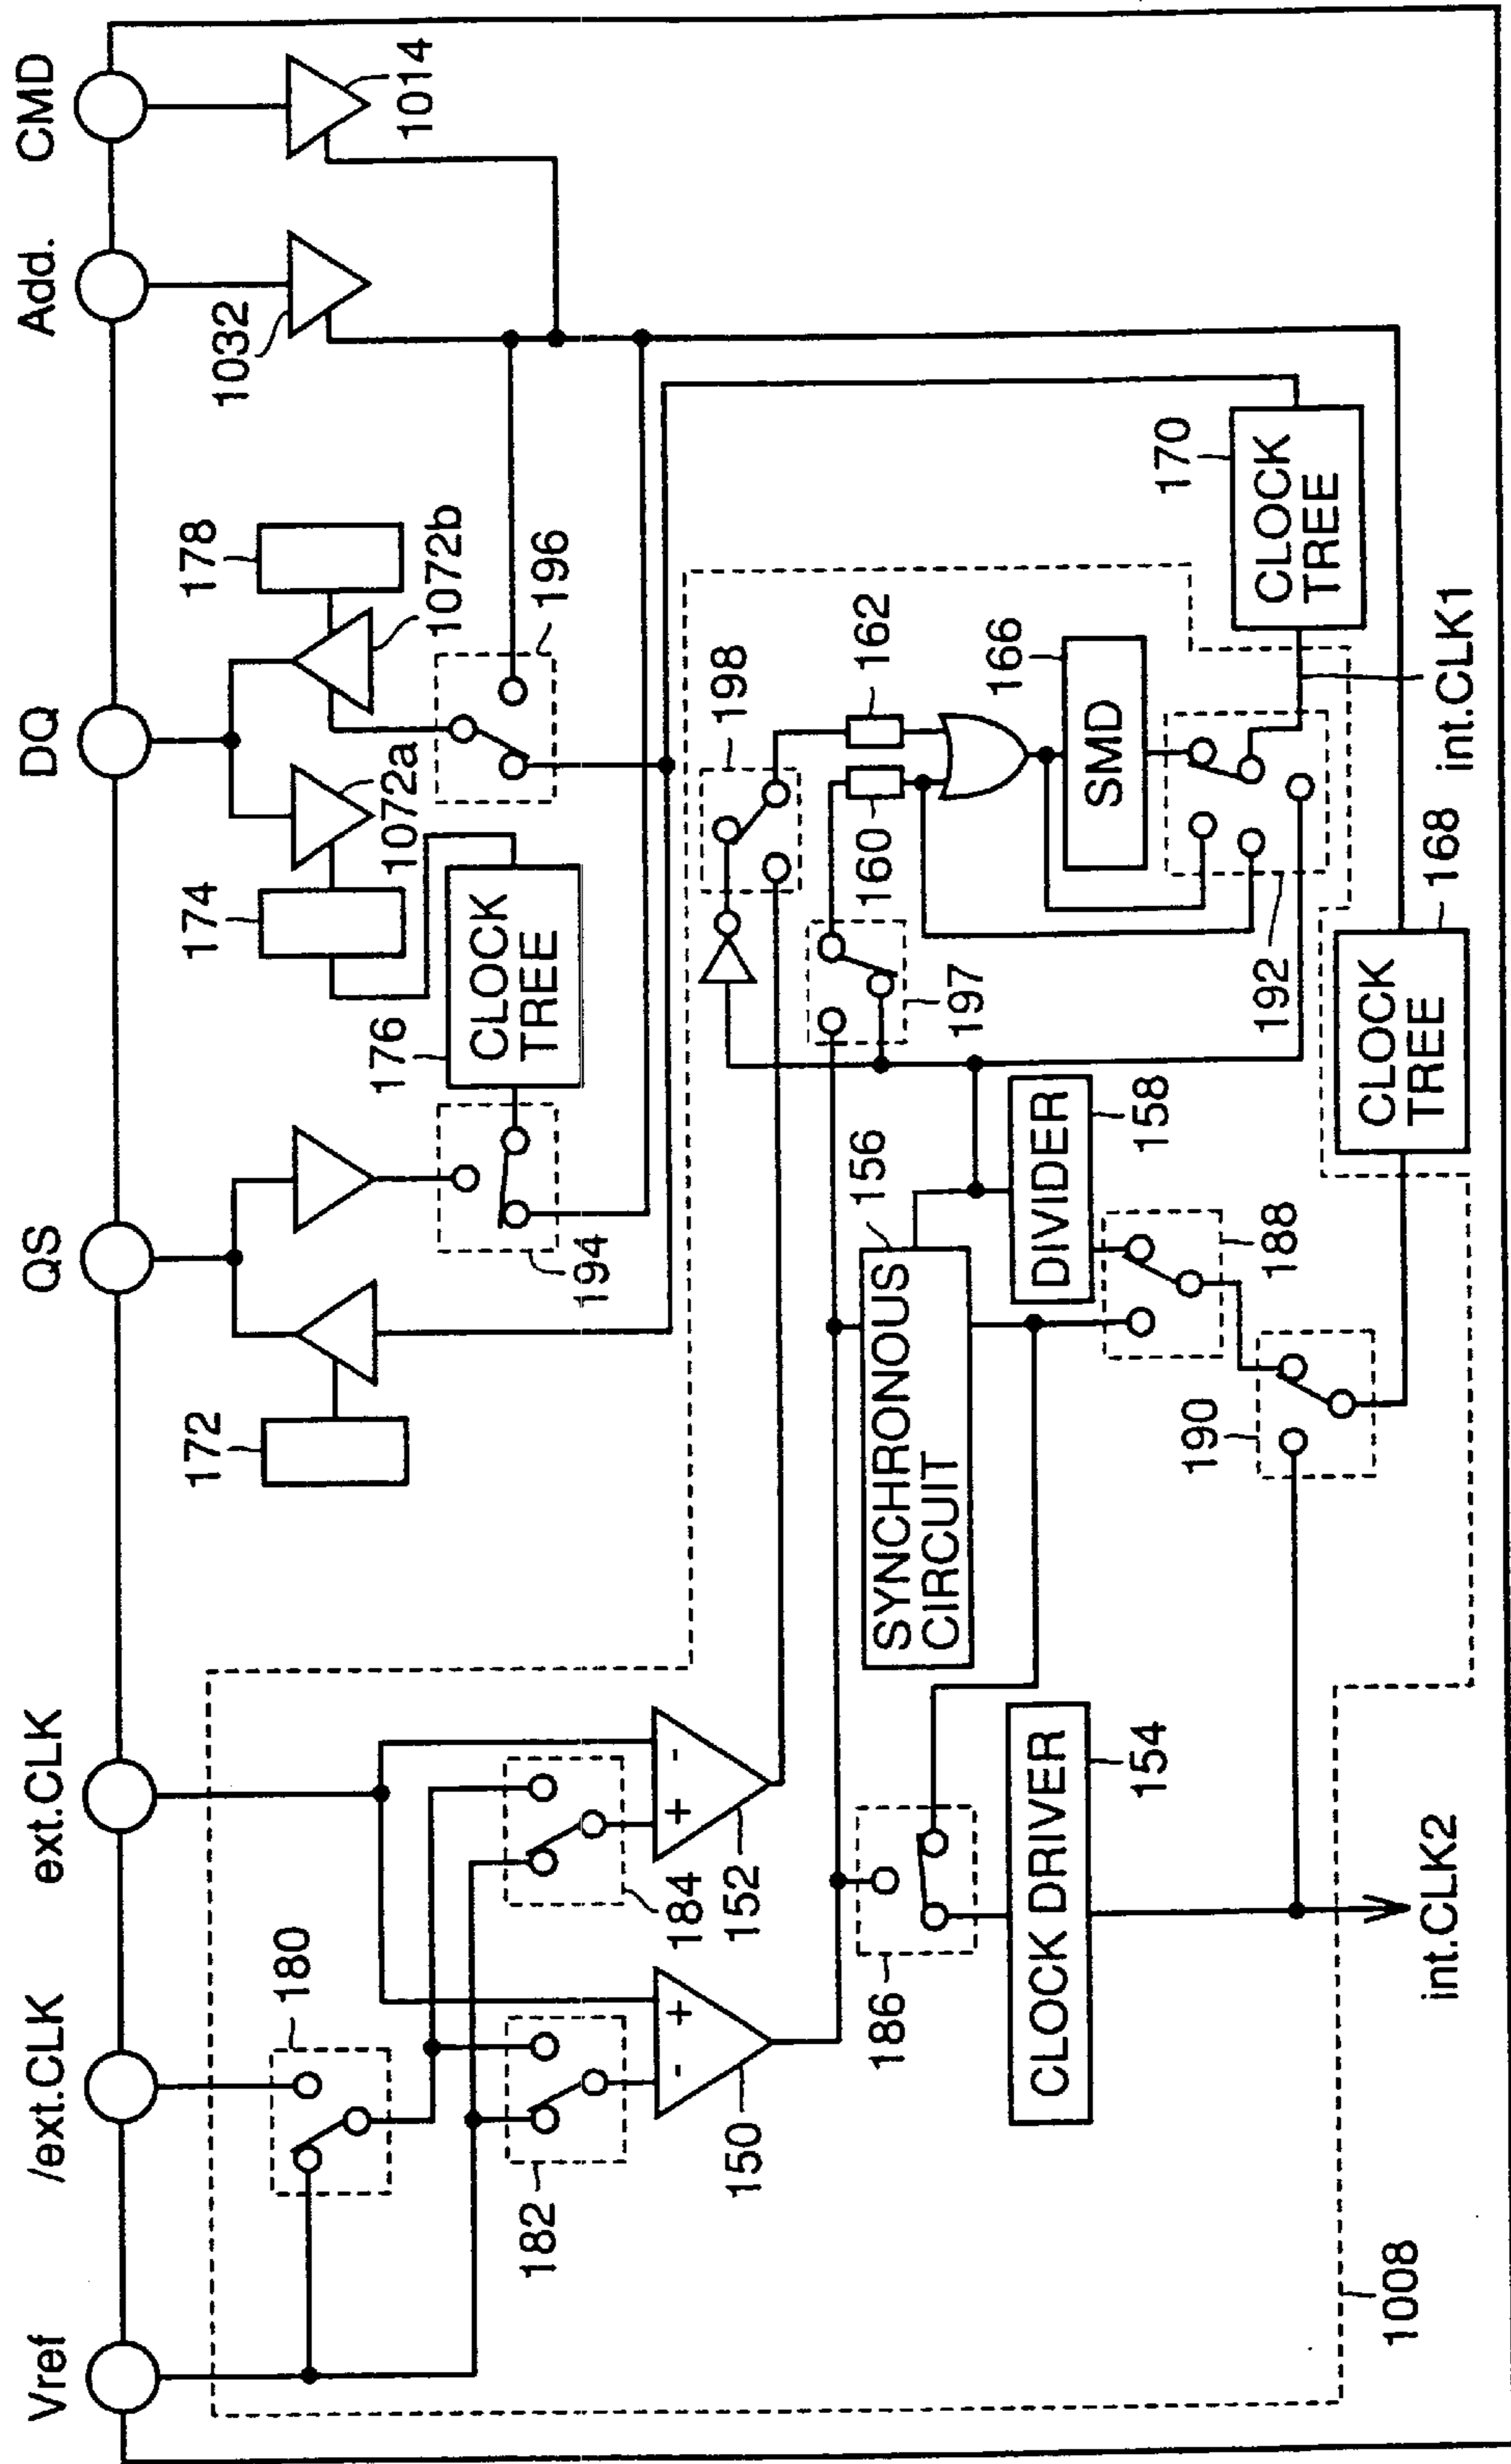 Vref
/ext.CLK
ext.CLK
QS
DQ
Add.
CMD
180
182
184
150
-
+
152
+
-
172
194
176
CLOCK
TREE
174
1072a
178
1072b
196
1032
1014
186
CLOCK DRIVER
154
int.CLK2
1008
SYNCHRONOUS
CIRCUIT
156
DIVIDER
158
188
190
197
198
160
162
166
SMD
192
CLOCK
TREE
168
CLOCK
TREE
170
int.CLK1